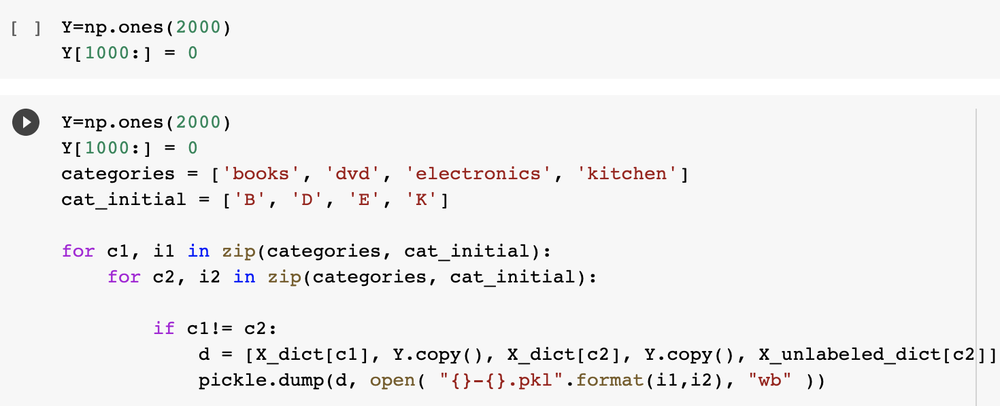 [ ] Y=np.ones(2000)
Y[1000:] = 0
Y=np.ones(2000)
Y[1000:] = 0
categories = ['books', 'dvd', 'electronics', 'kitchen']
cat_initial = ['B', 'D', 'E', 'K']
for c1, i1 in zip(categories, cat_initial):
    for c2, i2 in zip(categories, cat_initial):
        if c1!= c2:
            d = [X_dict[c1], Y.copy(), X_dict[c2], Y.copy(), X_unlabeled_dict[c2]]
            pickle.dump(d, open( "{}-{}.pkl".format(i1,i2), "wb" ))